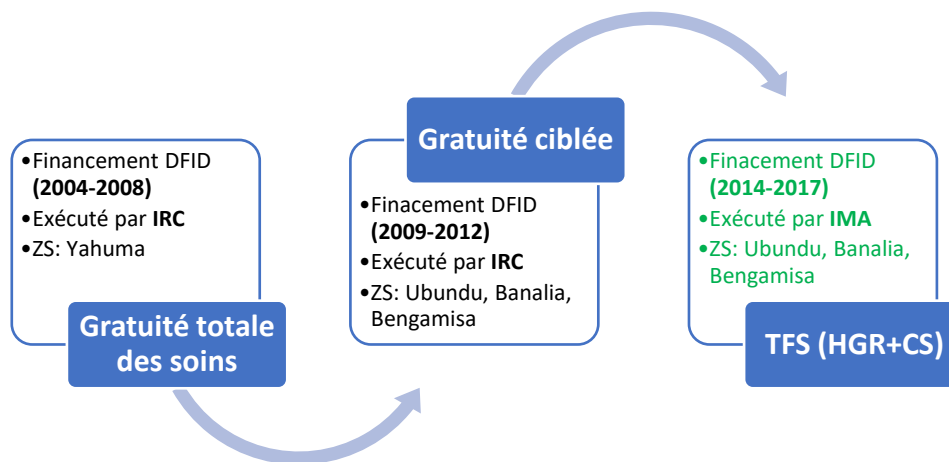 •Financement DFID
(2004-2008)
•Exécuté par IRC
•ZS: Yahuma
Gratuité totale
des soins
Gratuité ciblée
•Finacement DFID
(2009-2012)
•Exécuté par IRC
•ZS: Ubundu, Banalia,
Bengamisa
•Finacement DFID
(2014-2017)
•Exécuté par IMA
•ZS: Ubundu, Banalia,
Bengamisa
TFS (HGR+CS)